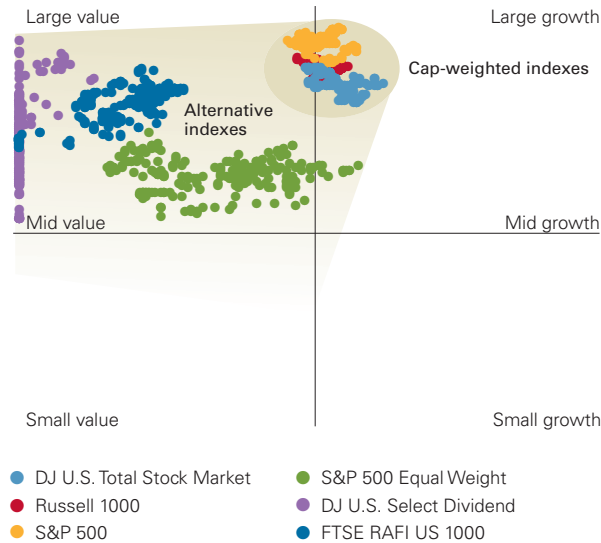 Large value
Large growth
Cap-weighted indexes
Alternative
indexes
Mid value
Mid growth
Small value
Small growth
DJ U.S. Total Stock Market
Russell 1000
S&P 500
S&P 500 Equal Weight
DJ U.S. Select Dividend
FTSE RAFI US 1000